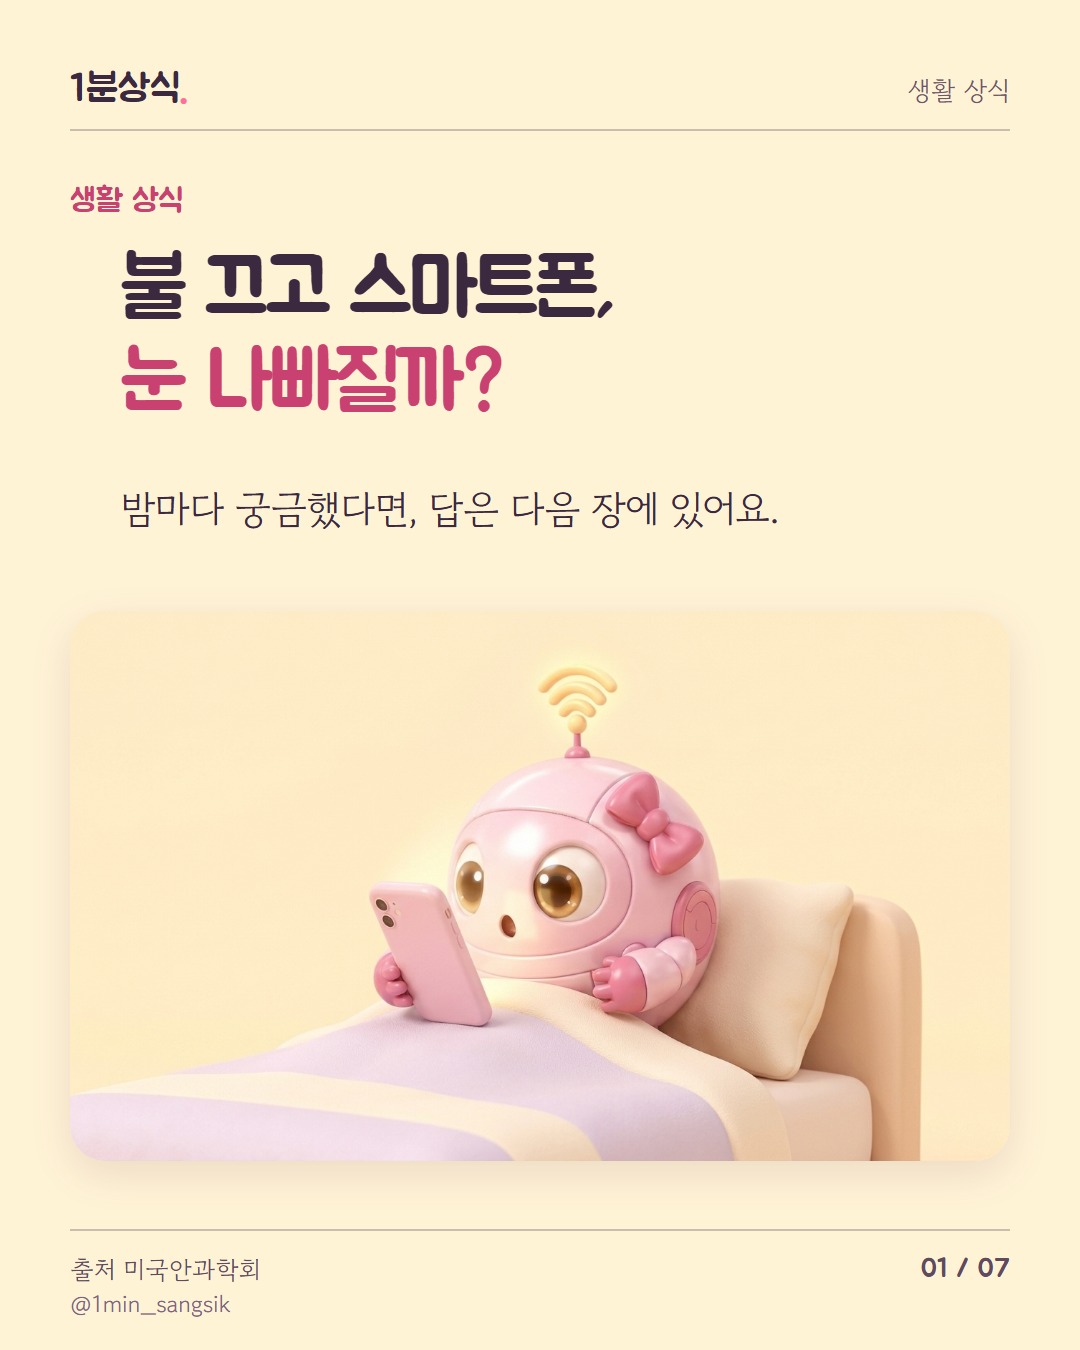 1분상식.
생활 상식
생활 상식
불 끄고 스마트폰,
눈 나빠질까?
밤마다 궁금했다면, 답은 다음 장에 있어요.
출처 미국안과학회
01 / 07
@1min_sangsik